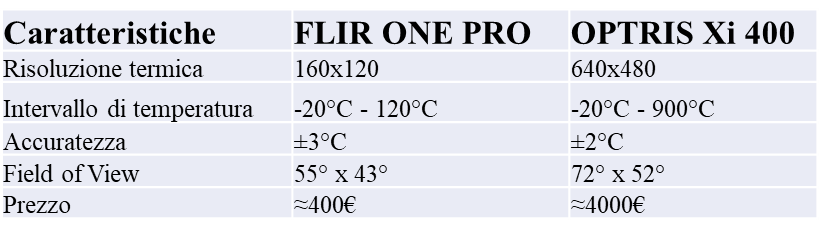 Caratteristiche FLIR ONE PRO OPTRIS Xi 400
Risoluzione termica 160x120 640x480
Intervallo di temperatura -20°C - 120°C -20°C - 900°C
Accuratezza ±3°C ±2°C
Field of View 55° x 43° 72° x 52°
Prezzo ≈400€ ≈4000€